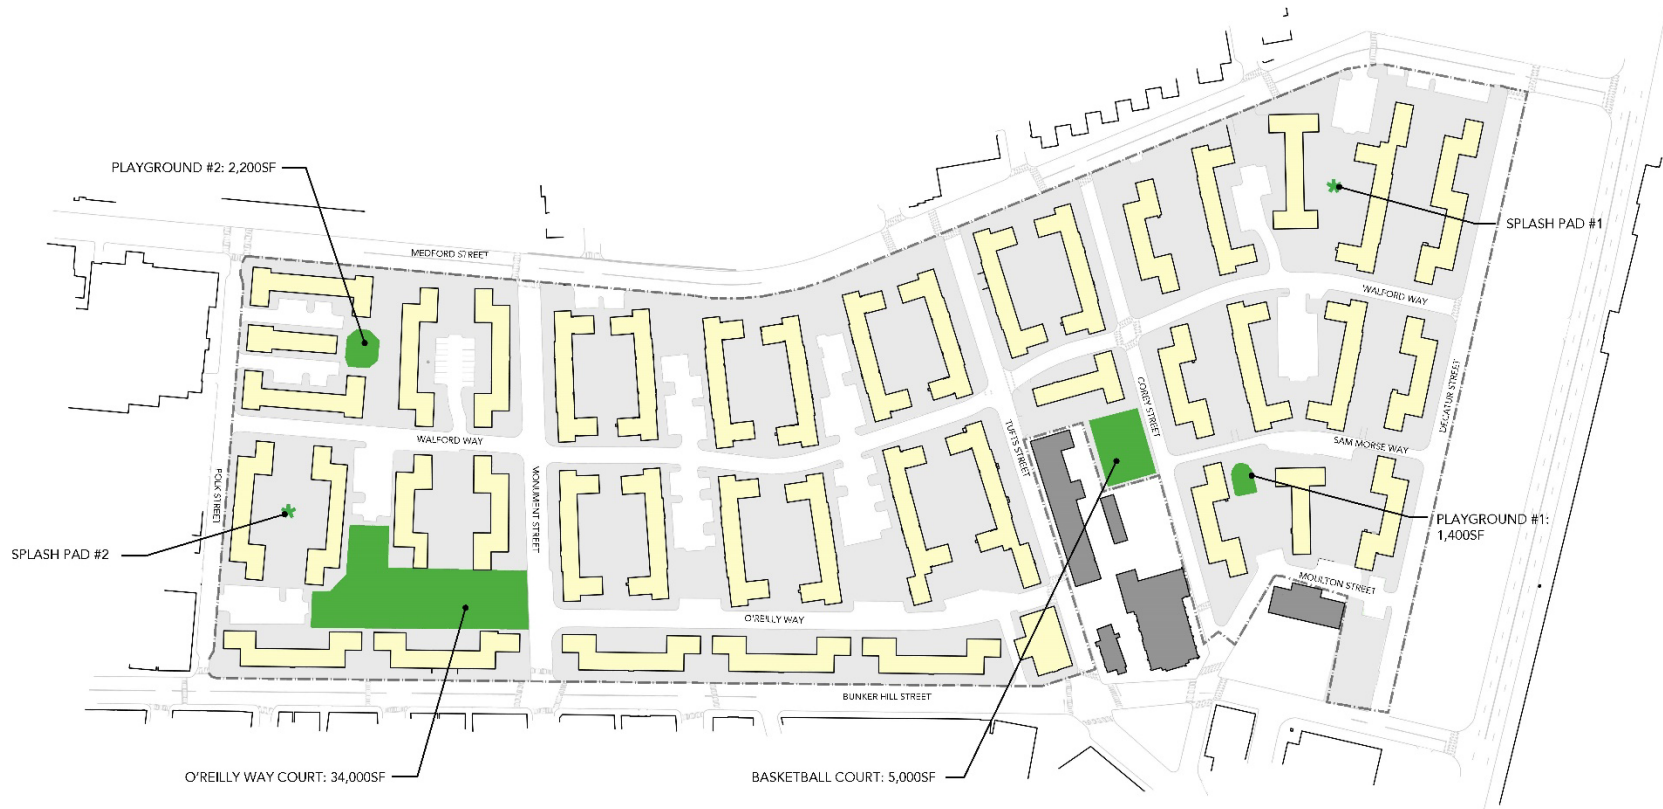 PLAYGROUND #2: 2,200SF
SPLASH PAD #1
MEDFORD STREET
WALFORD WAY
COREY STREET
DECATUR STREET
WALFORD WAY
TUFTS STREET
SAM MORSE WAY
POLK STREET
MONUMENT STREET
PLAYGROUND #1:
1,400SF
SPLASH PAD #2
MOULTON STREET
O'REILLY WAY
BUNKER HILL STREET
O'REILLY WAY COURT: 34,000SF
BASKETBALL COURT: 5,000SF